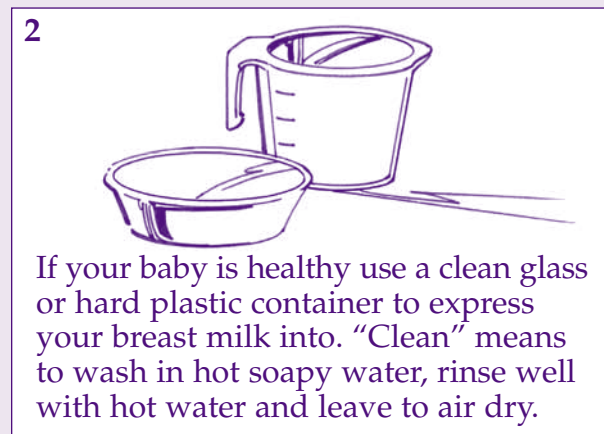 2
If your baby is healthy use a clean glass
or hard plastic container to express
your breast milk into. “Clean” means
to wash in hot soapy water, rinse well
with hot water and leave to air dry.